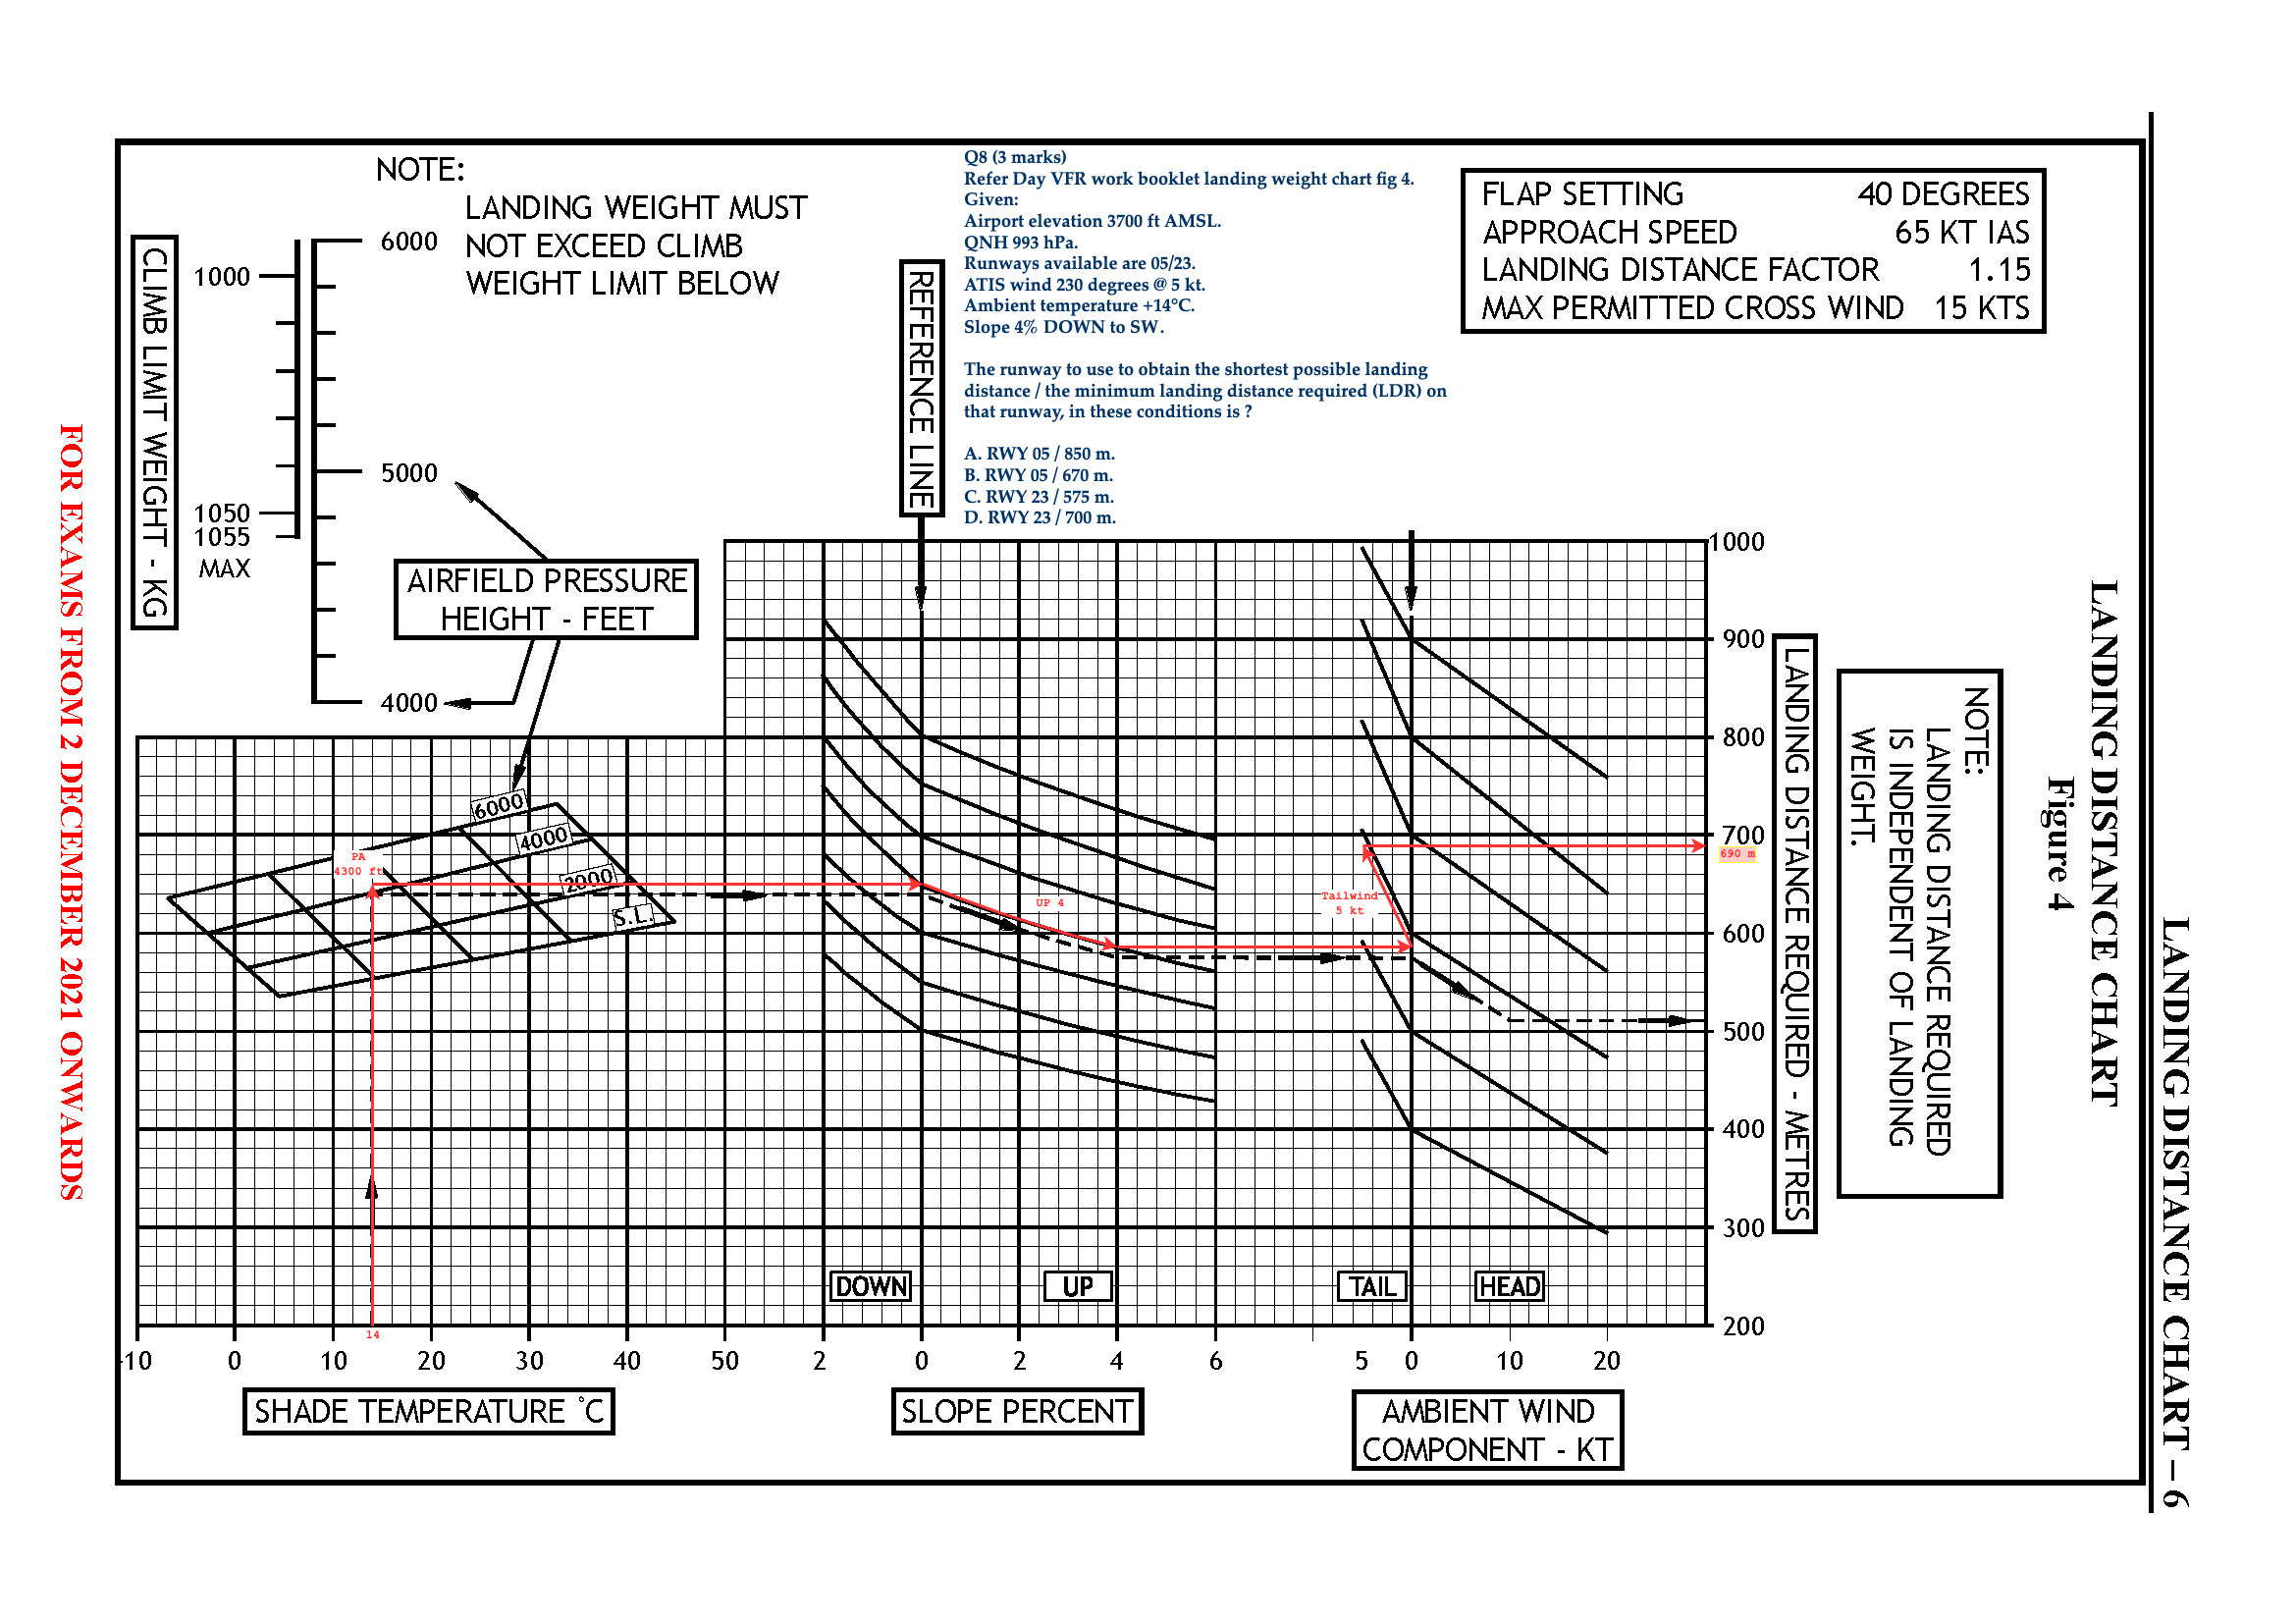 NOTE:
LANDING WEIGHT MUST
NOT EXCEED CLIMB
WEIGHT LIMIT BELOW
CLIMB LIMIT WEIGHT - KG
1000
1050
1055
MAX
6000
5000
4000
AIRFIELD PRESSURE
HEIGHT - FEET
REFERENCE LINE
Q8 (3 marks)
Refer Day VFR work booklet landing weight chart fig 4.
Given:
Airport elevation 3700 ft AMSL.
QNH 993 hPa.
Runways available are 05/23.
ATIS wind 230 degrees @ 5 kt.
Ambient temperature +14°C.
Slope 4% DOWN to SW.
The runway to use to obtain the shortest possible landing
distance / the minimum landing distance required (LDR) on
that runway, in these conditions is ?
A. RWY 05 / 850 m.
B. RWY 05 / 670 m.
C. RWY 23 / 575 m.
D. RWY 23 / 700 m.
FLAP SETTING 40 DEGREES
APPROACH SPEED 65 KT IAS
LANDING DISTANCE FACTOR 1.15
MAX PERMITTED CROSS WIND 15 KTS
6000
4000
2000
S.L.
PA
4300 ft
14
UP 4
Tailwind
5 kt
690 m
DOWN
UP
TAIL
HEAD
1000
900
800
700
600
500
400
300
200
-10 0 10 20 30 40 50 2 0 2 4 6 5 0 10 20
SHADE TEMPERATURE °C
SLOPE PERCENT
AMBIENT WIND
COMPONENT - KT
LANDING DISTANCE REQUIRED - METRES
NOTE:
LANDING DISTANCE REQUIRED
IS INDEPENDENT OF LANDING
WEIGHT.
LANDING DISTANCE CHART
Figure 4
LANDING DISTANCE CHART – 6
FOR EXAMS FROM 2 DECEMBER 2021 ONWARDS